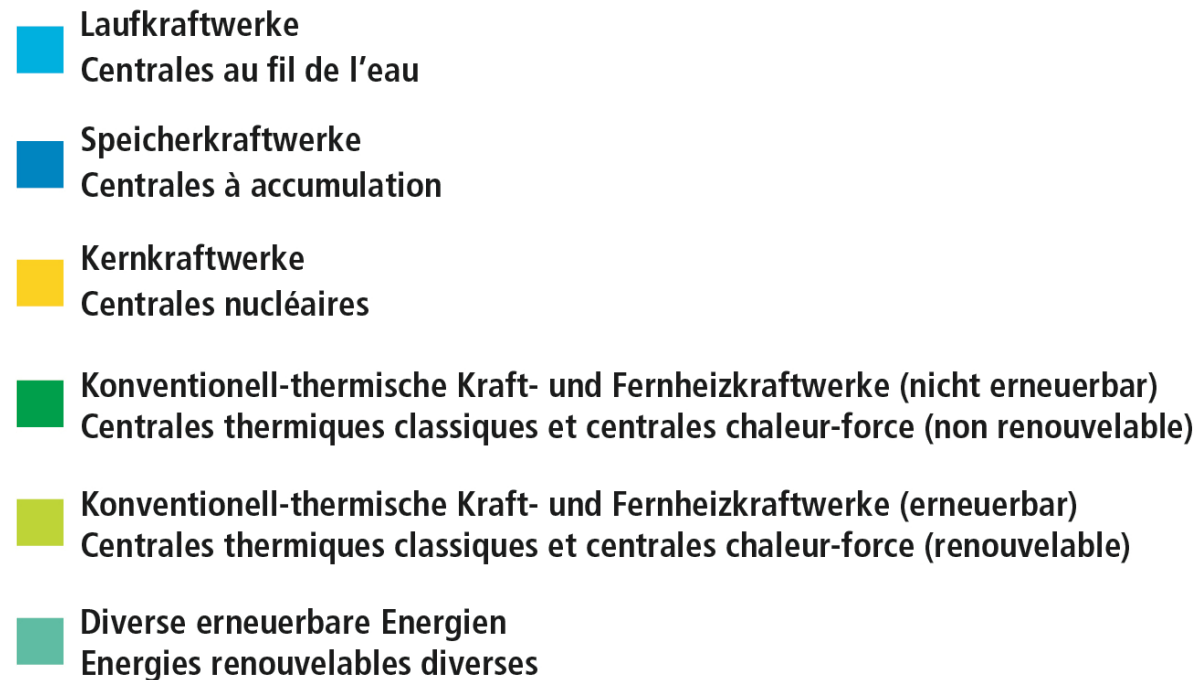 Laufkraftwerke
Centrales au fil de l’eau
Speicherkraftwerke
Centrales à accumulation
Kernkraftwerke
Centrales nucléaires
Konventionell-thermische Kraft- und Fernheizkraftwerke (nicht erneuerbar)
Centrales thermiques classiques et centrales chaleur-force (non renouvelable)
Konventionell-thermische Kraft- und Fernheizkraftwerke (erneuerbar)
Centrales thermiques classiques et centrales chaleur-force (renouvelable)
Diverse erneuerbare Energien
Energies renouvelables diverses